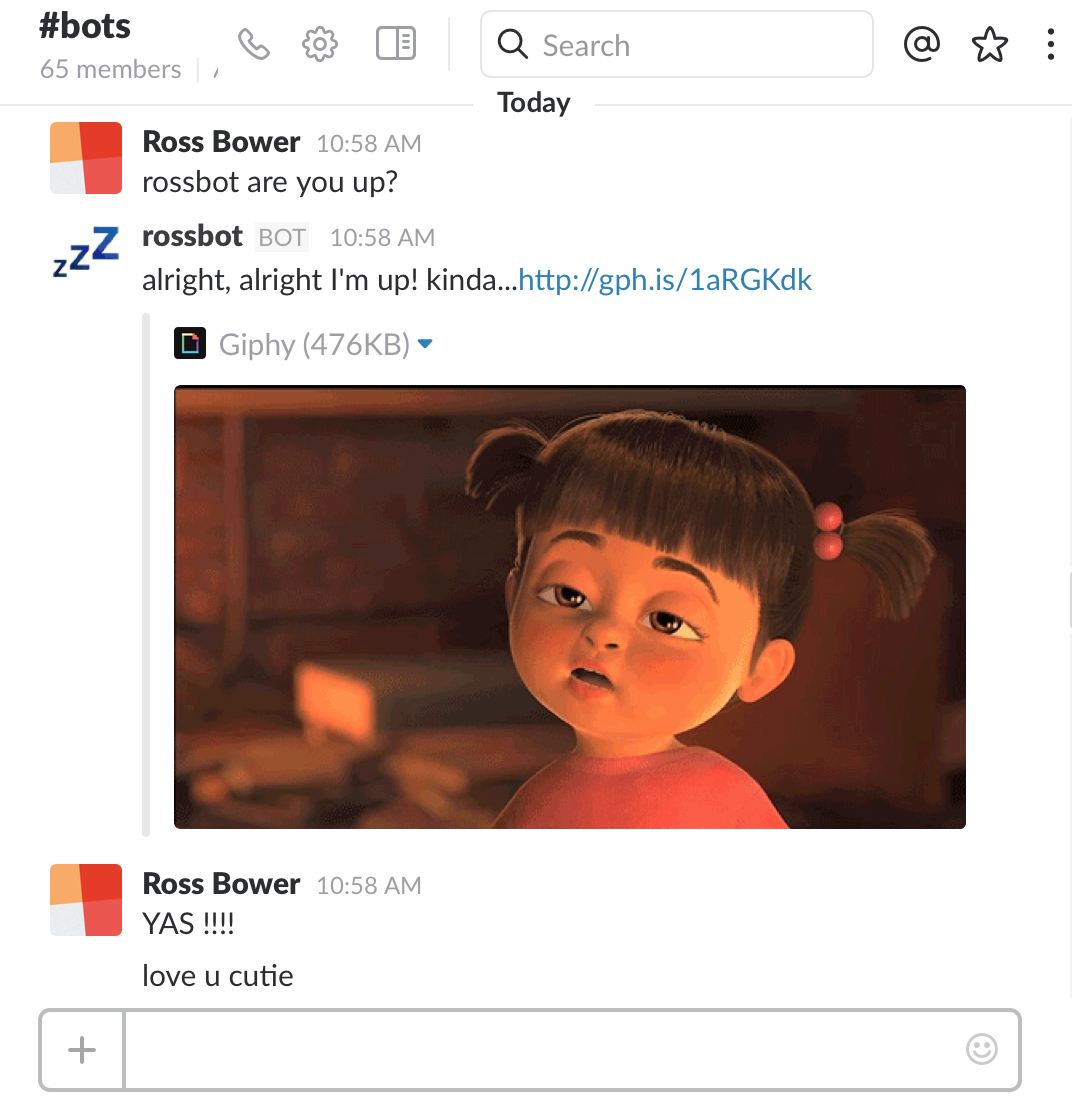 #bots
65 members
Search
Today
Ross Bower 10:58 AM
rossbot are you up?
zzZ
rossbot BOT 10:58 AM
alright, alright I'm up! kinda...http://gph.is/1aRGKdk
Giphy (476KB)
Ross Bower 10:58 AM
YAS !!!!
love u cutie